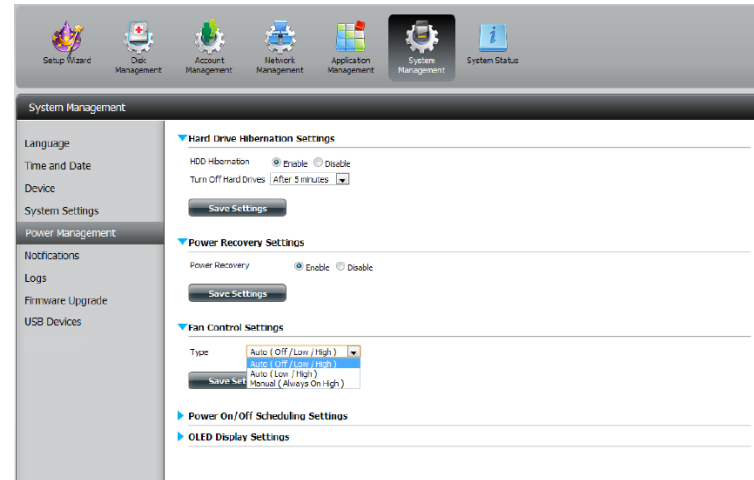 Setup Wizard
Disk Management
Account Management
Network Management
Application Management
System Management
System Status
System Management
Language
Time and Date
Device
System Settings
Power Management
Notifications
Logs
Firmware Upgrade
USB Devices
Hard Drive Hibernation Settings
HDD Hibernation Enable Disable
Turn Off Hard Drives After 5 minutes
Save Settings
Power Recovery Settings
Power Recovery Enable Disable
Save Settings
Fan Control Settings
Type Auto ( Off /Low / High )
Auto ( Off /Low / High )
Auto ( Low / High )
Save Set
Manual ( Always On High )
Power On/Off Scheduling Settings
OLED Display Settings